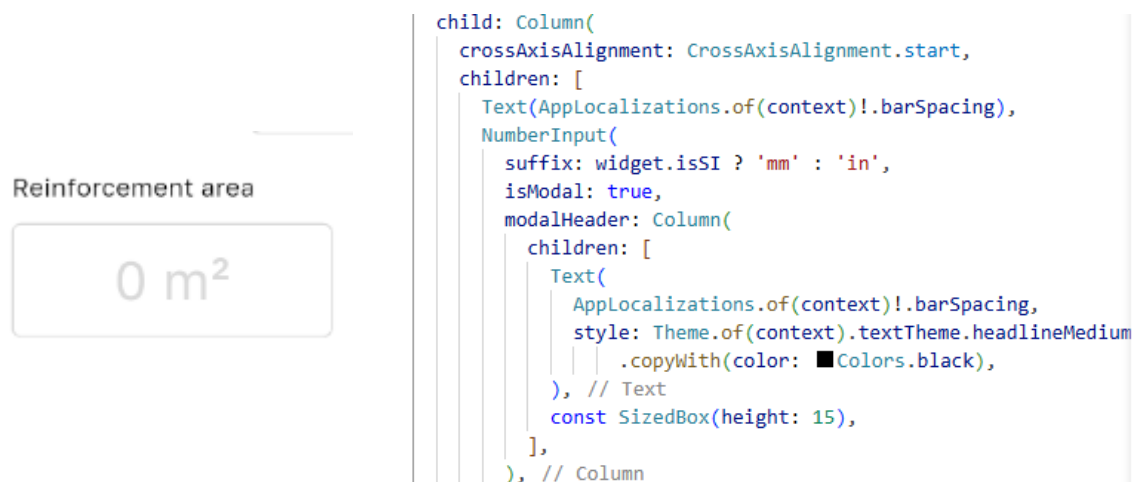 Reinforcement area
0 m²
child: Column(
crossAxisAlignment: CrossAxisAlignment.start,
children: [
Text(AppLocalizations.of(context)!.barSpacing),
NumberInput(
suffix: widget.isSI ? 'mm' : 'in',
isModal: true,
modalHeader: Column(
children: [
Text(
AppLocalizations.of(context)!.barSpacing,
style: Theme.of(context).textTheme.headlineMedium
.copyWith(color: Colors.black),
), // Text
const SizedBox(height: 15),
],
), // Column